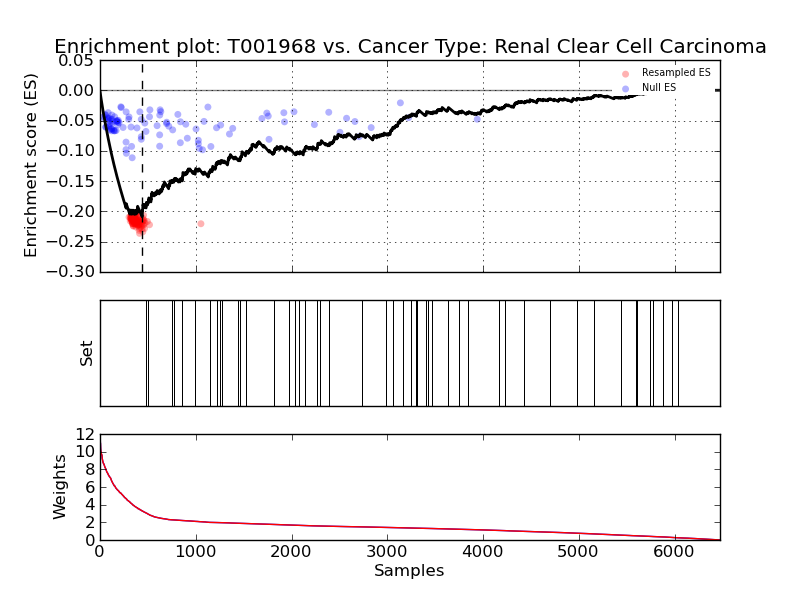 Enrichment plot: T001968 vs. Cancer Type: Renal Clear Cell Carcinoma
Enrichment score (ES)
0.05
0.00
−0.05
−0.10
−0.15
−0.20
−0.25
−0.30
Resampled ES
Null ES
Set
Weights
12
10
8
6
4
2
0
0 1000 2000 3000 4000 5000 6000
Samples